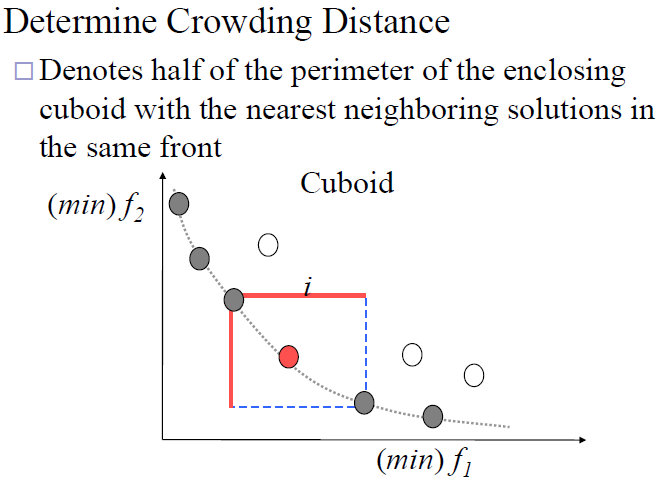 Determine Crowding Distance
Denotes half of the perimeter of the enclosing
cuboid with the nearest neighboring solutions in
the same front
Cuboid
(min) f2
i
(min) f1